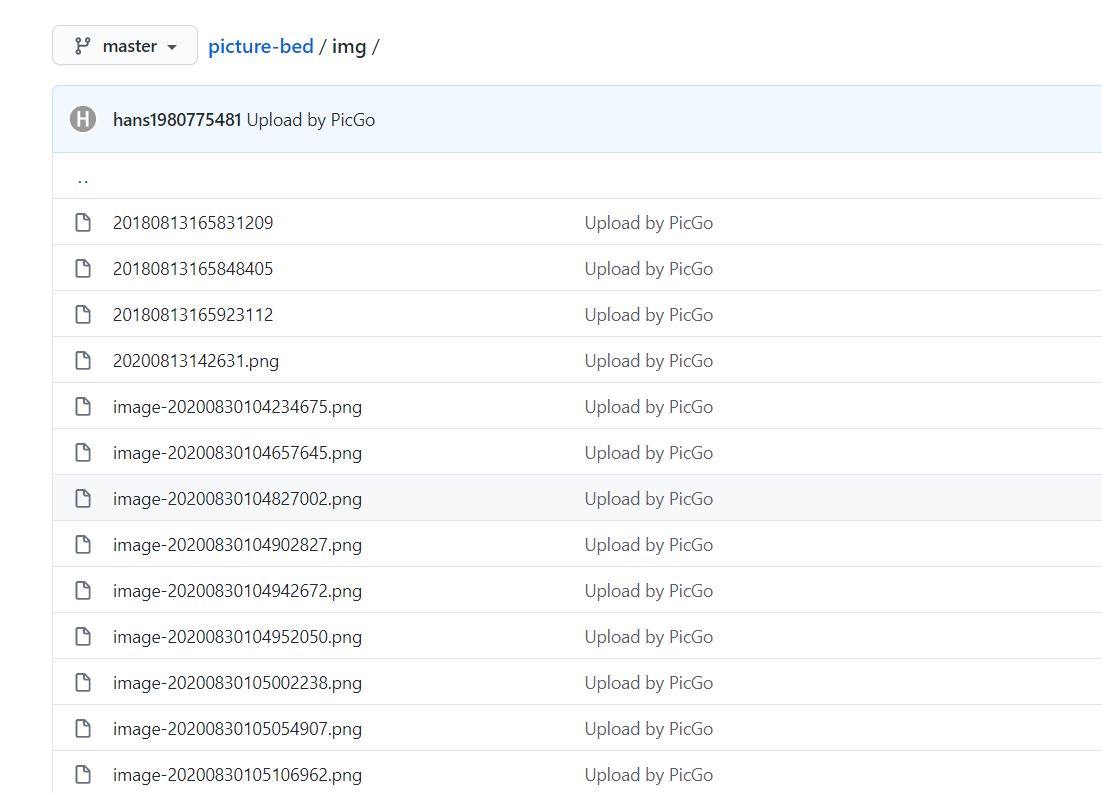 master picture-bed / img /
H hans1980775481 Upload by PicGo
..
20180813165831209 Upload by PicGo
20180813165848405 Upload by PicGo
20180813165923112 Upload by PicGo
20200813142631.png Upload by PicGo
image-20200830104234675.png Upload by PicGo
image-20200830104657645.png Upload by PicGo
image-20200830104827002.png Upload by PicGo
image-20200830104902827.png Upload by PicGo
image-20200830104942672.png Upload by PicGo
image-20200830104952050.png Upload by PicGo
image-20200830105002238.png Upload by PicGo
image-20200830105054907.png Upload by PicGo
image-20200830105106962.png Upload by PicGo